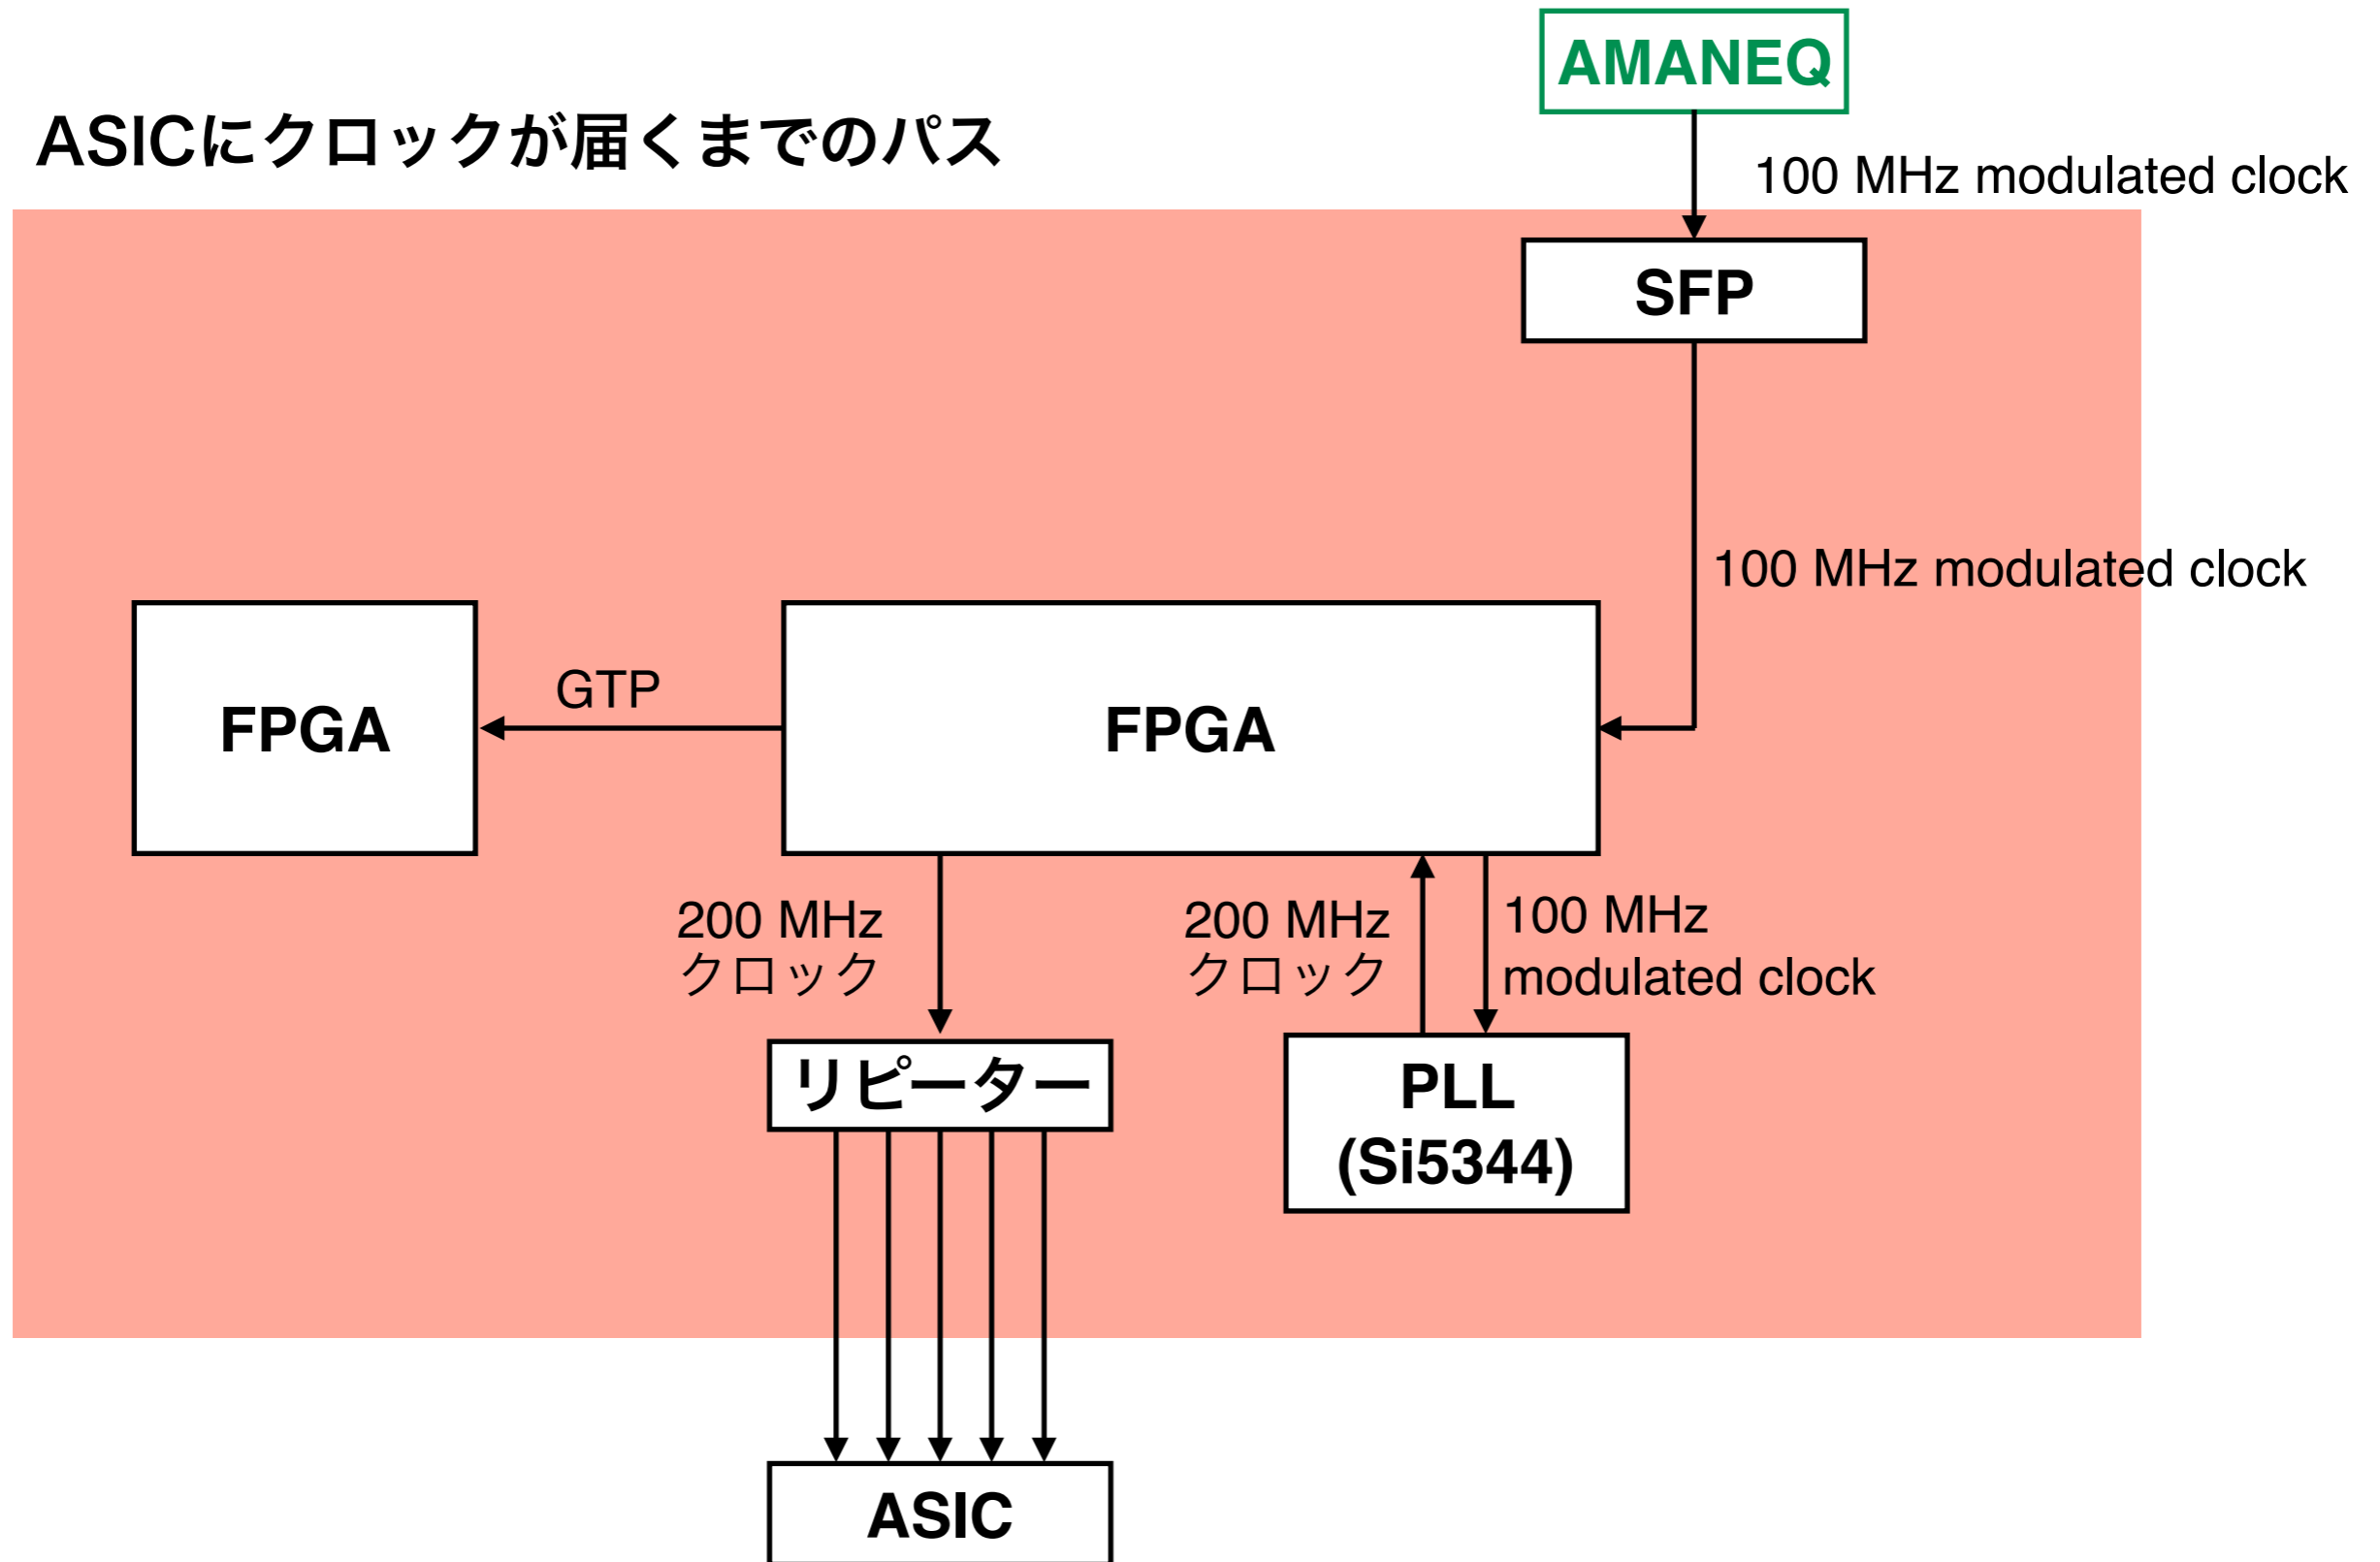 AMANEQ
ASICにクロックが届くまでのパス
100 MHz modulated clock
SFP
100 MHz modulated clock
FPGA
GTP
FPGA
200 MHz
クロック
200 MHz
クロック
100 MHz
modulated clock
リピーター
PLL
(Si5344)
ASIC